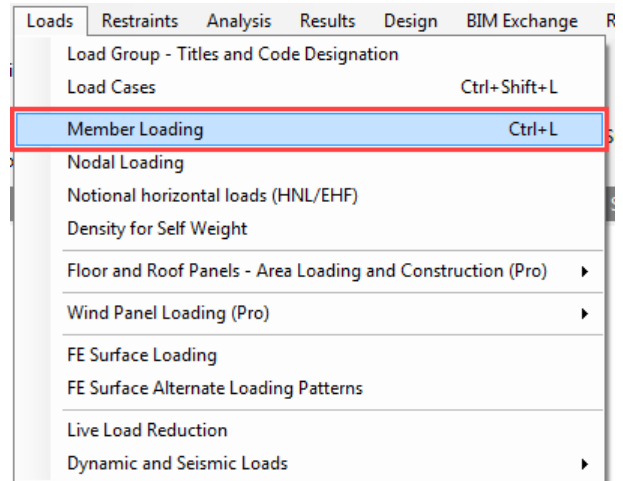 Loads Restraints Analysis Results Design BIM Exchange R
Load Group - Titles and Code Designation
Load Cases Ctrl+Shift+L
Member Loading Ctrl+L
Nodal Loading
Notional horizontal loads (HNL/EHF)
Density for Self Weight
Floor and Roof Panels - Area Loading and Construction (Pro)
Wind Panel Loading (Pro)
FE Surface Loading
FE Surface Alternate Loading Patterns
Live Load Reduction
Dynamic and Seismic Loads